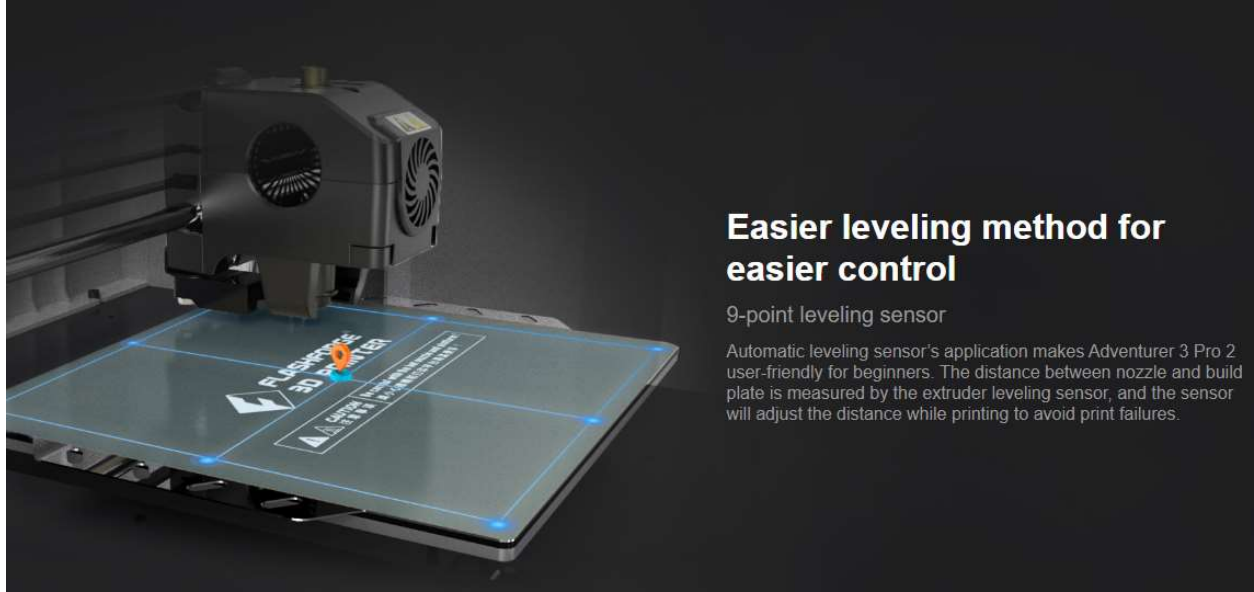 FLASHFORGE
3D PRINTER
CAUTION
Easier leveling method for
easier control
9-point leveling sensor
Automatic leveling sensor’s application makes Adventurer 3 Pro 2
user-friendly for beginners. The distance between nozzle and build
plate is measured by the extruder leveling sensor, and the sensor
will adjust the distance while printing to avoid print failures.